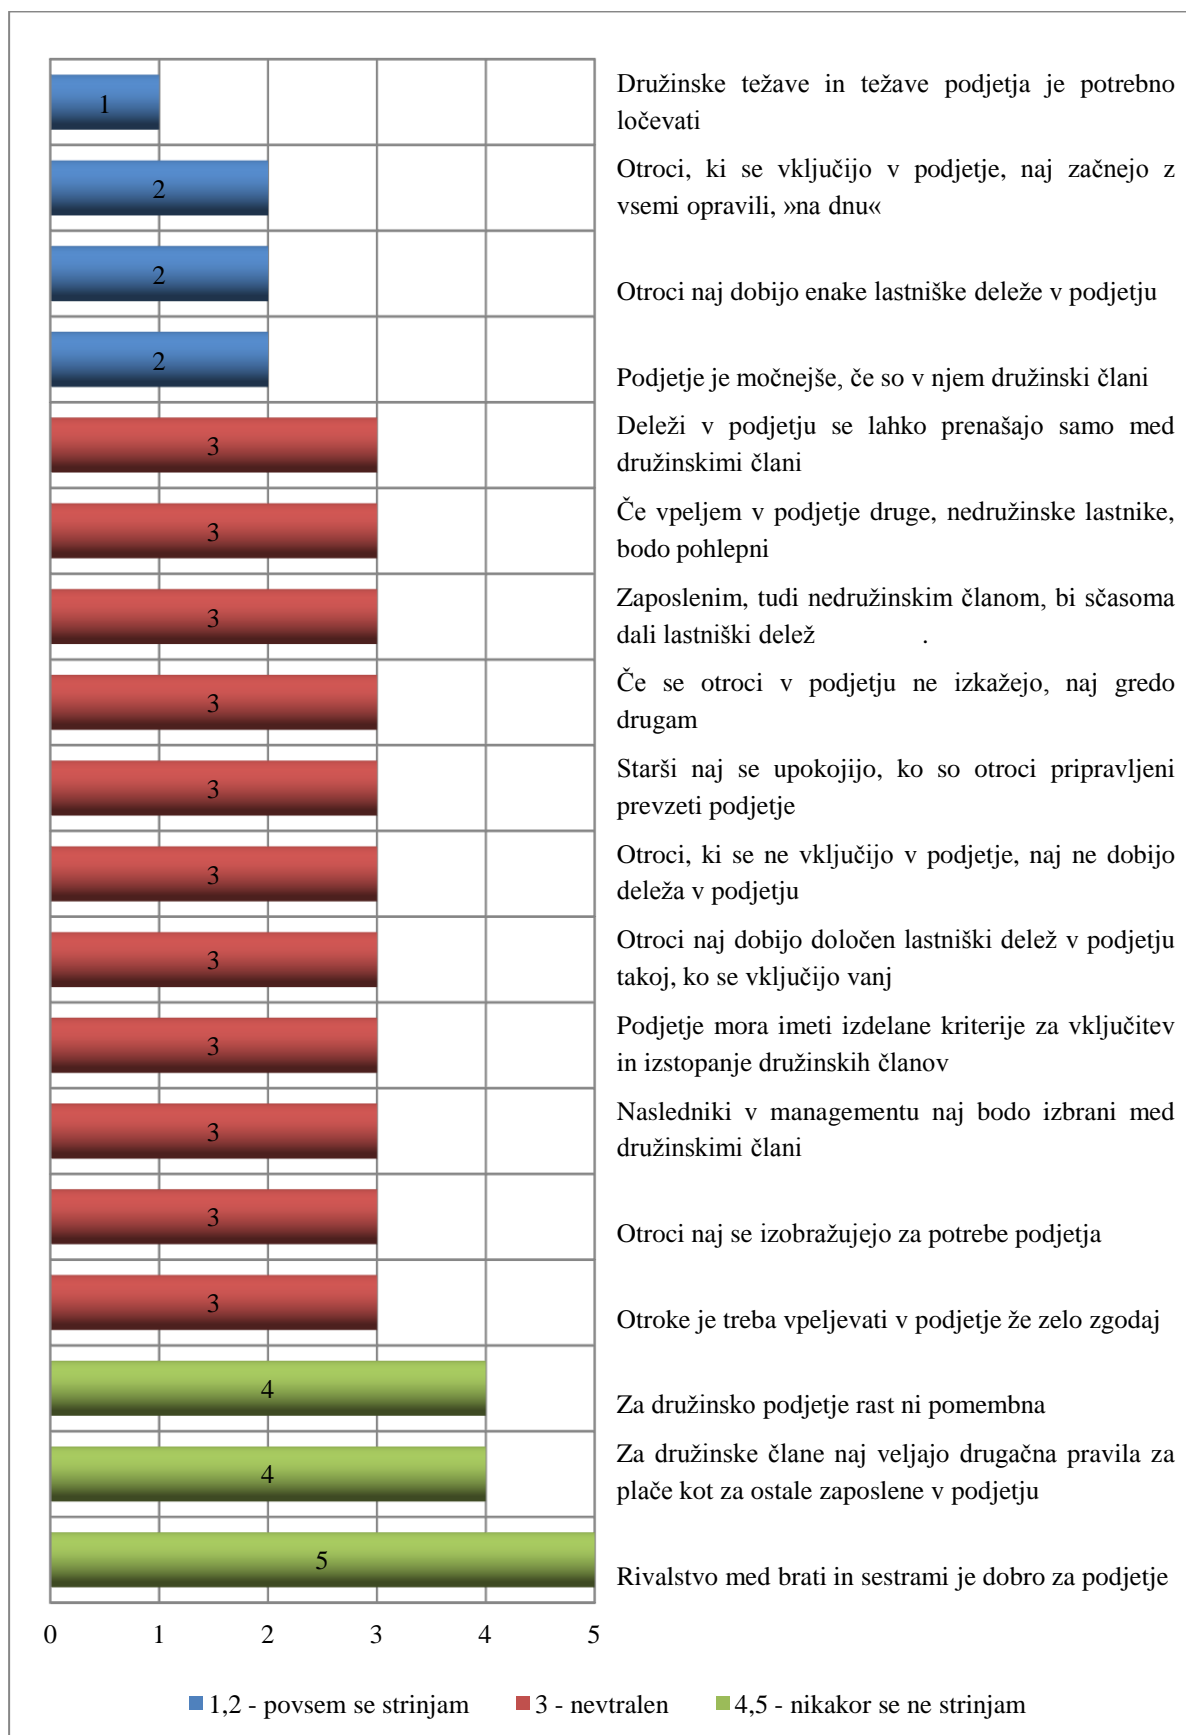 1
Družinske težave in težave podjetja je potrebno
ločevati
2
Otroci, ki se vključijo v podjetje, naj začnejo z
vsemi opravili, »na dnu«
2
Otroci naj dobijo enake lastniške deleže v podjetju
2
Podjetje je močnejše, če so v njem družinski člani
3
Deleži v podjetju se lahko prenašajo samo med
družinskimi člani
3
Če vpeljem v podjetje druge, nedružinske lastnike,
bodo pohlepni
3
Zaposlenim, tudi nedružinskim članom, bi sčasoma
dali lastniški delež .
3
Če se otroci v podjetju ne izkažejo, naj gredo
drugam
3
Starši naj se upokojijo, ko so otroci pripravljeni
prevzeti podjetje
3
Otroci, ki se ne vključijo v podjetje, naj ne dobijo
deleža v podjetju
3
Otroci naj dobijo določen lastniški delež v podjetju
takoj, ko se vključijo vanj
3
Podjetje mora imeti izdelane kriterije za vključitev
in izstopanje družinskih članov
3
Nasledniki v managementu naj bodo izbrani med
družinskimi člani
3
Otroci naj se izobražujejo za potrebe podjetja
3
Otroke je treba vpeljevati v podjetje že zelo zgodaj
4
Za družinsko podjetje rast ni pomembna
4
Za družinske člane naj veljajo drugačna pravila za
plače kot za ostale zaposlene v podjetju
5
Rivalstvo med brati in sestrami je dobro za podjetje
0 1 2 3 4 5
1,2 - povsem se strinjam 3 - nevtralen 4,5 - nikakor se ne strinjam